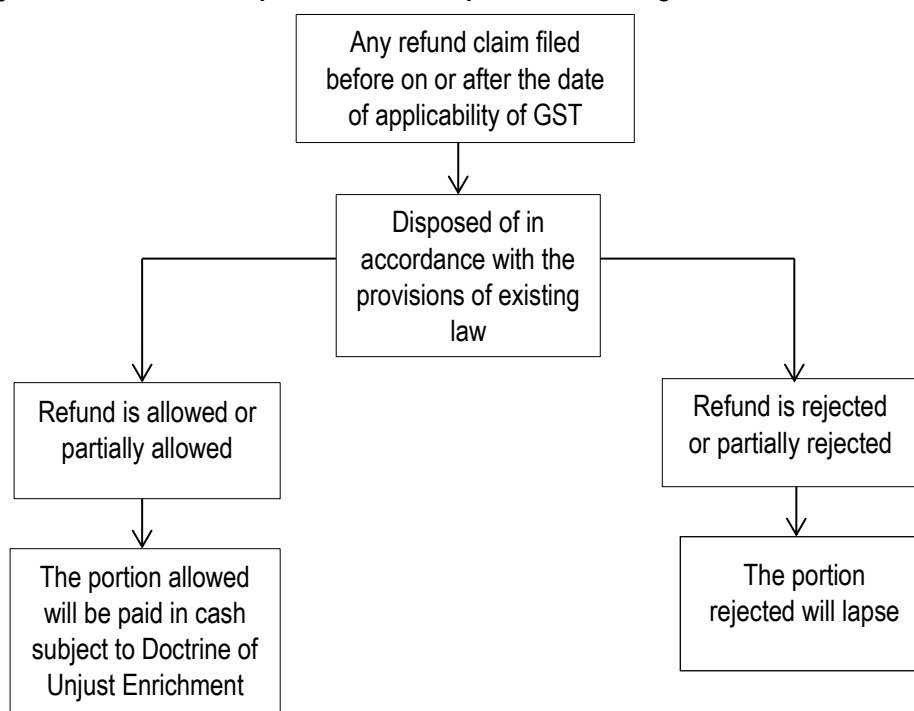 Any refund claim filed
before on or after the date
of applicability of GST
Disposed of in
accordance with the
provisions of existing
law
Refund is allowed or
partially allowed
Refund is rejected
or partially rejected
The portion allowed
will be paid in cash
subject to Doctrine of
Unjust Enrichment
The portion
rejected will lapse